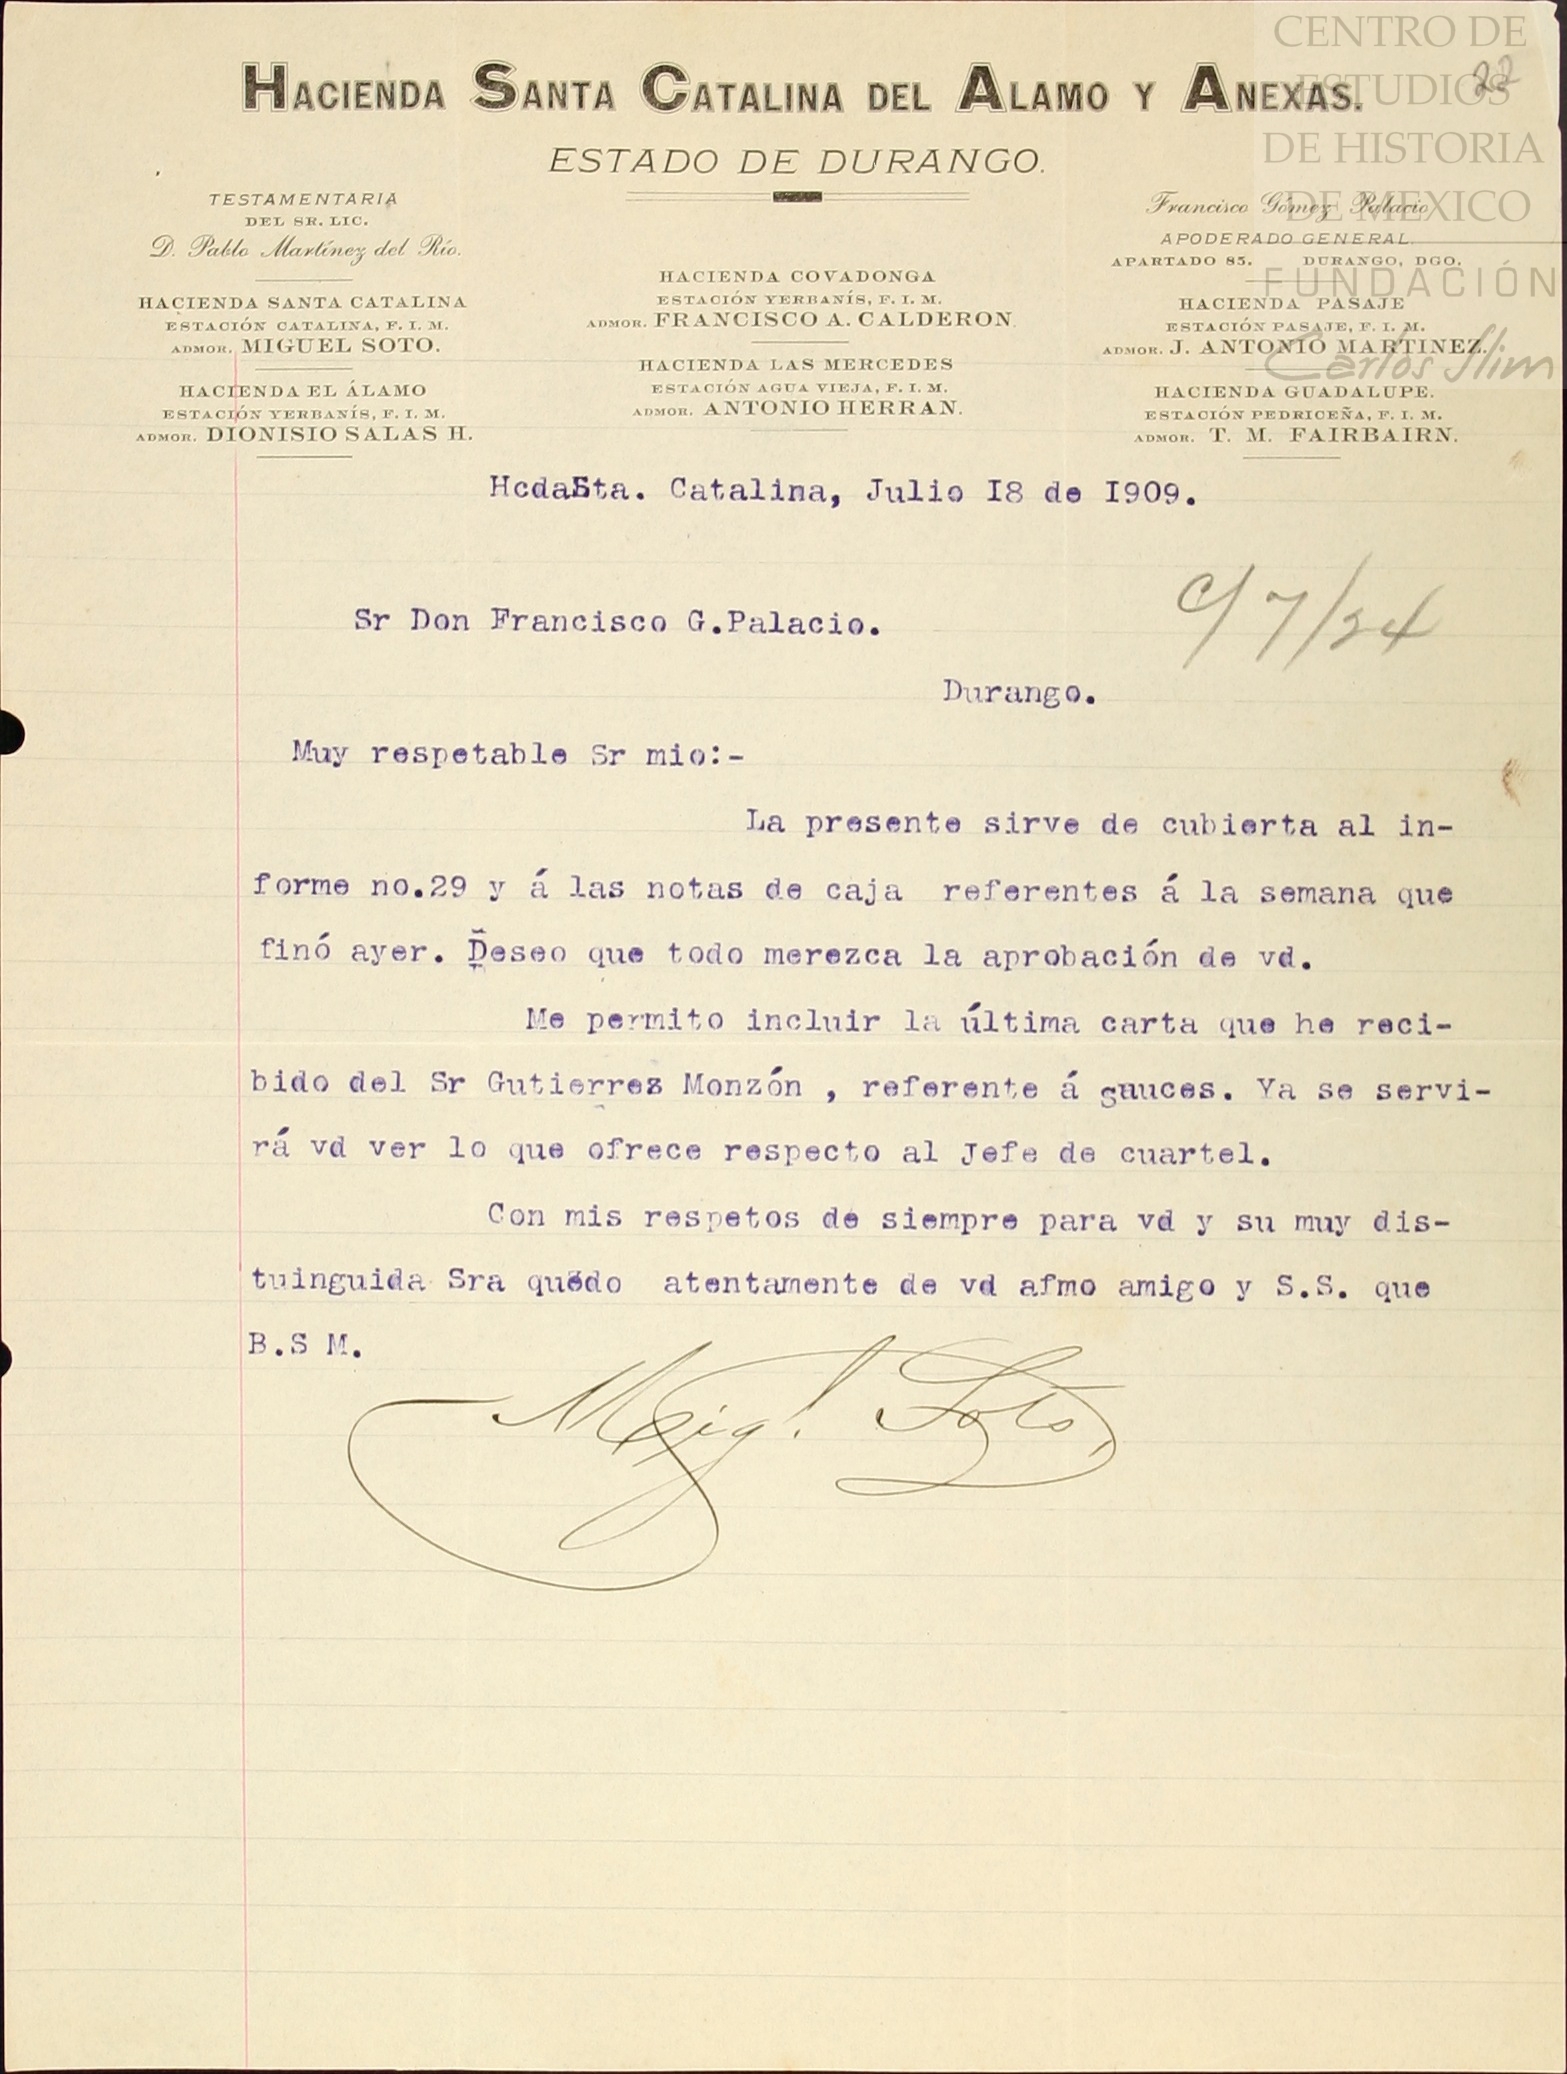 CENTRO DE
ESTUDIOS
DE HISTORIA
DE MEXICO
FUNDACIÓN
Carlos Slim
22
HACIENDA SANTA CATALINA DEL ALAMO Y ANEXAS.
ESTADO DE DURANGO.
TESTAMENTARIA
DEL SR. LIC.
D. Pablo Martínez del Río.
HACIENDA SANTA CATALINA
ESTACIÓN CATALINA, F. I. M.
ADMOR. MIGUEL SOTO.
HACIENDA EL ÁLAMO
ESTACIÓN YERBANÍS, F. I. M.
ADMOR. DIONISIO SALAS H.
HACIENDA COVADONGA
ESTACIÓN YERBANÍS, F. I. M.
ADMOR. FRANCISCO A. CALDERON.
HACIENDA LAS MERCEDES
ESTACIÓN AGUA VIEJA, F. I. M.
ADMOR. ANTONIO HERRAN.
Francisco Gómez Palacio
APODERADO GENERAL.
APARTADO 85. DURANGO, DGO.
HACIENDA PASAJE
ESTACIÓN PASAJE, F. I. M.
ADMOR. J. ANTONIO MARTINEZ.
HACIENDA GUADALUPE.
ESTACIÓN PEDRICEÑA, F. I. M.
ADMOR. T. M. FAIRBAIRN.
HcdaSta. Catalina, Julio I8 de I909.
c/ 7/24
Sr Don Francisco G.Palacio.
Durango.
Muy respetable Sr mio:-
La presente sirve de cubierta al in-
forme no.29 y á las notas de caja referentes á la semana que
finó ayer. Deseo que todo merezca la aprobación de vd.
Me permito incluir la última carta que he reci-
bido del Sr Gutierrez Monzón , referente á sauces. Ya se servi-
rá vd ver lo que ofrece respecto al Jefe de cuartel.
Con mis respetos de siempre para vd y su muy dis-
tuinguida Sra quedo atentamente de vd afmo amigo y S.S. que
B.S M.
Migl. Soto